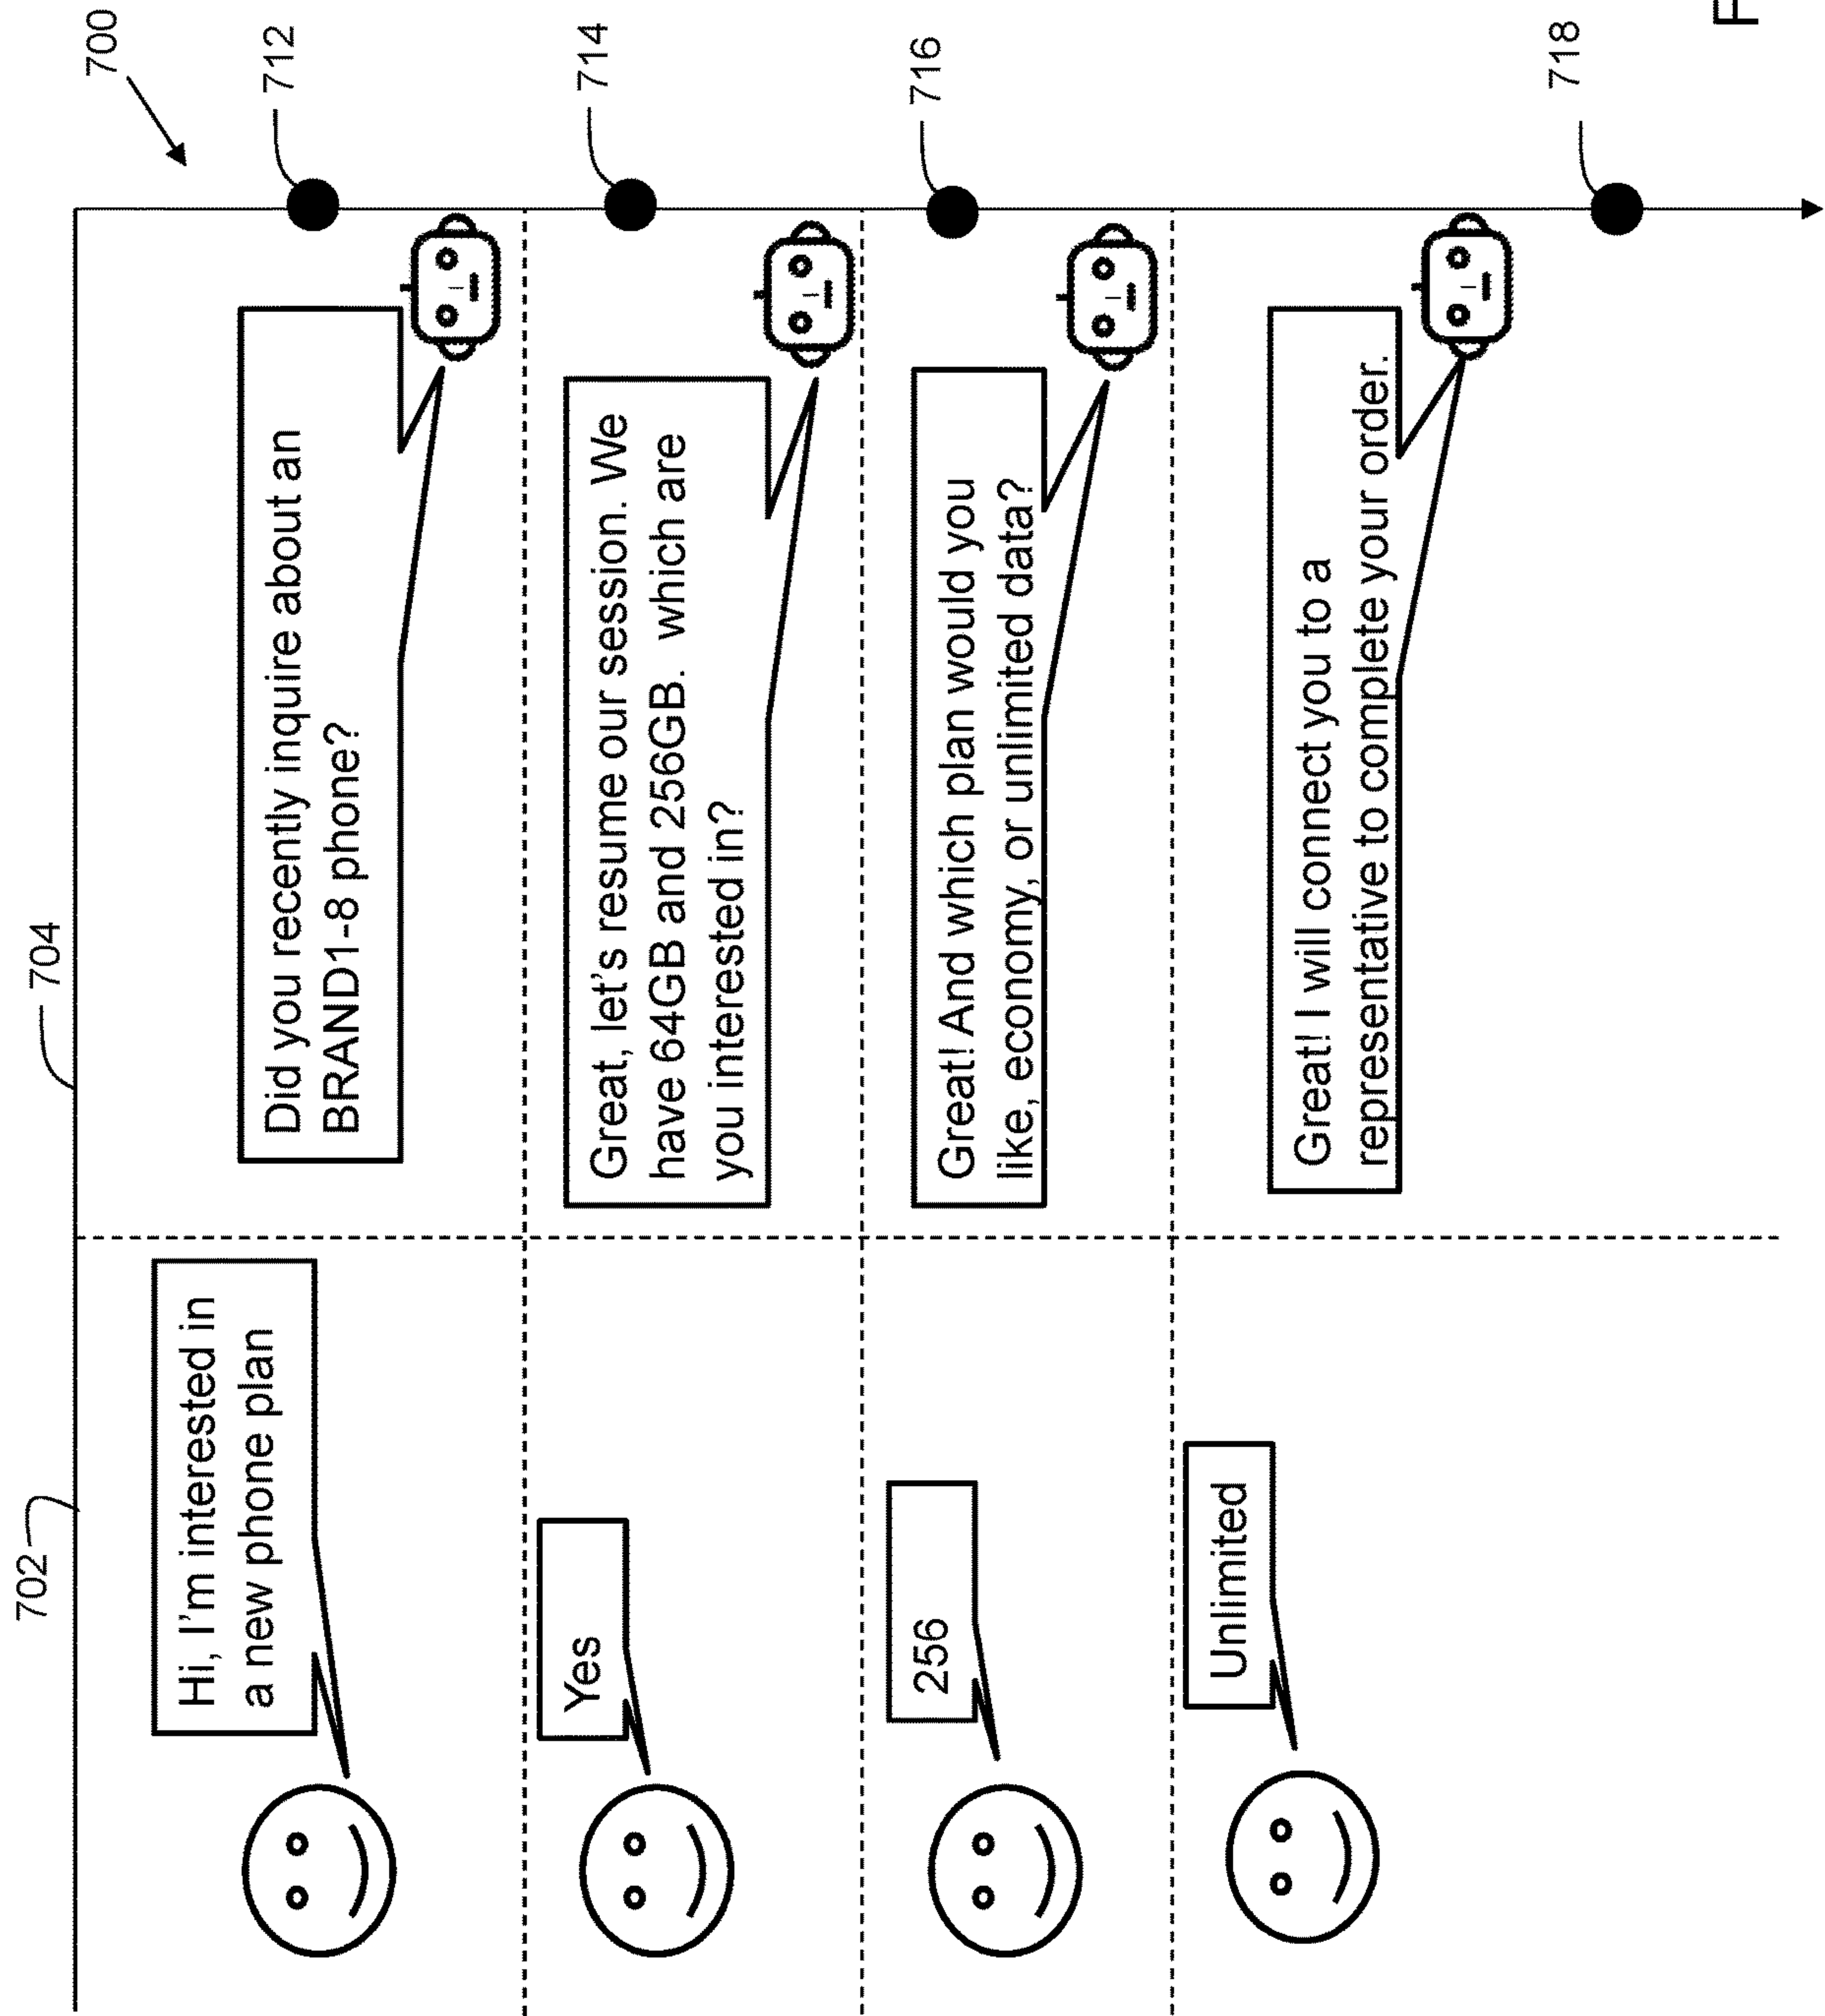 700
702
704
Hi, I'm interested in
a new phone plan
Did you recently inquire about an
BRAND1-8 phone?
712
Yes
Great, let's resume our session. We
have 64GB and 256GB.  which are
you interested in?
714
256
Great! And which plan would you
like, economy, or unlimited data?
716
Unlimited
Great! I will connect you to a
representative to complete your order.
718
F